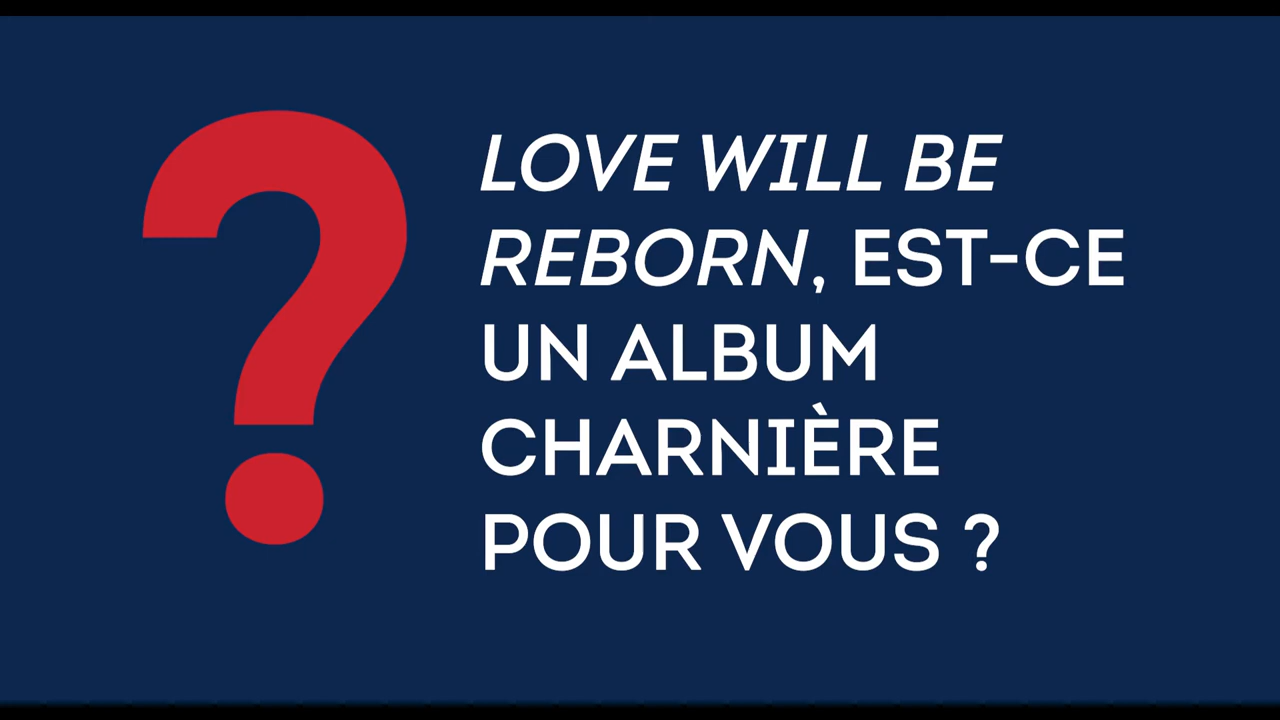 LOVE WILL BE
REBORN, EST-CE
UN ALBUM
CHARNIÈRE
POUR VOUS ?